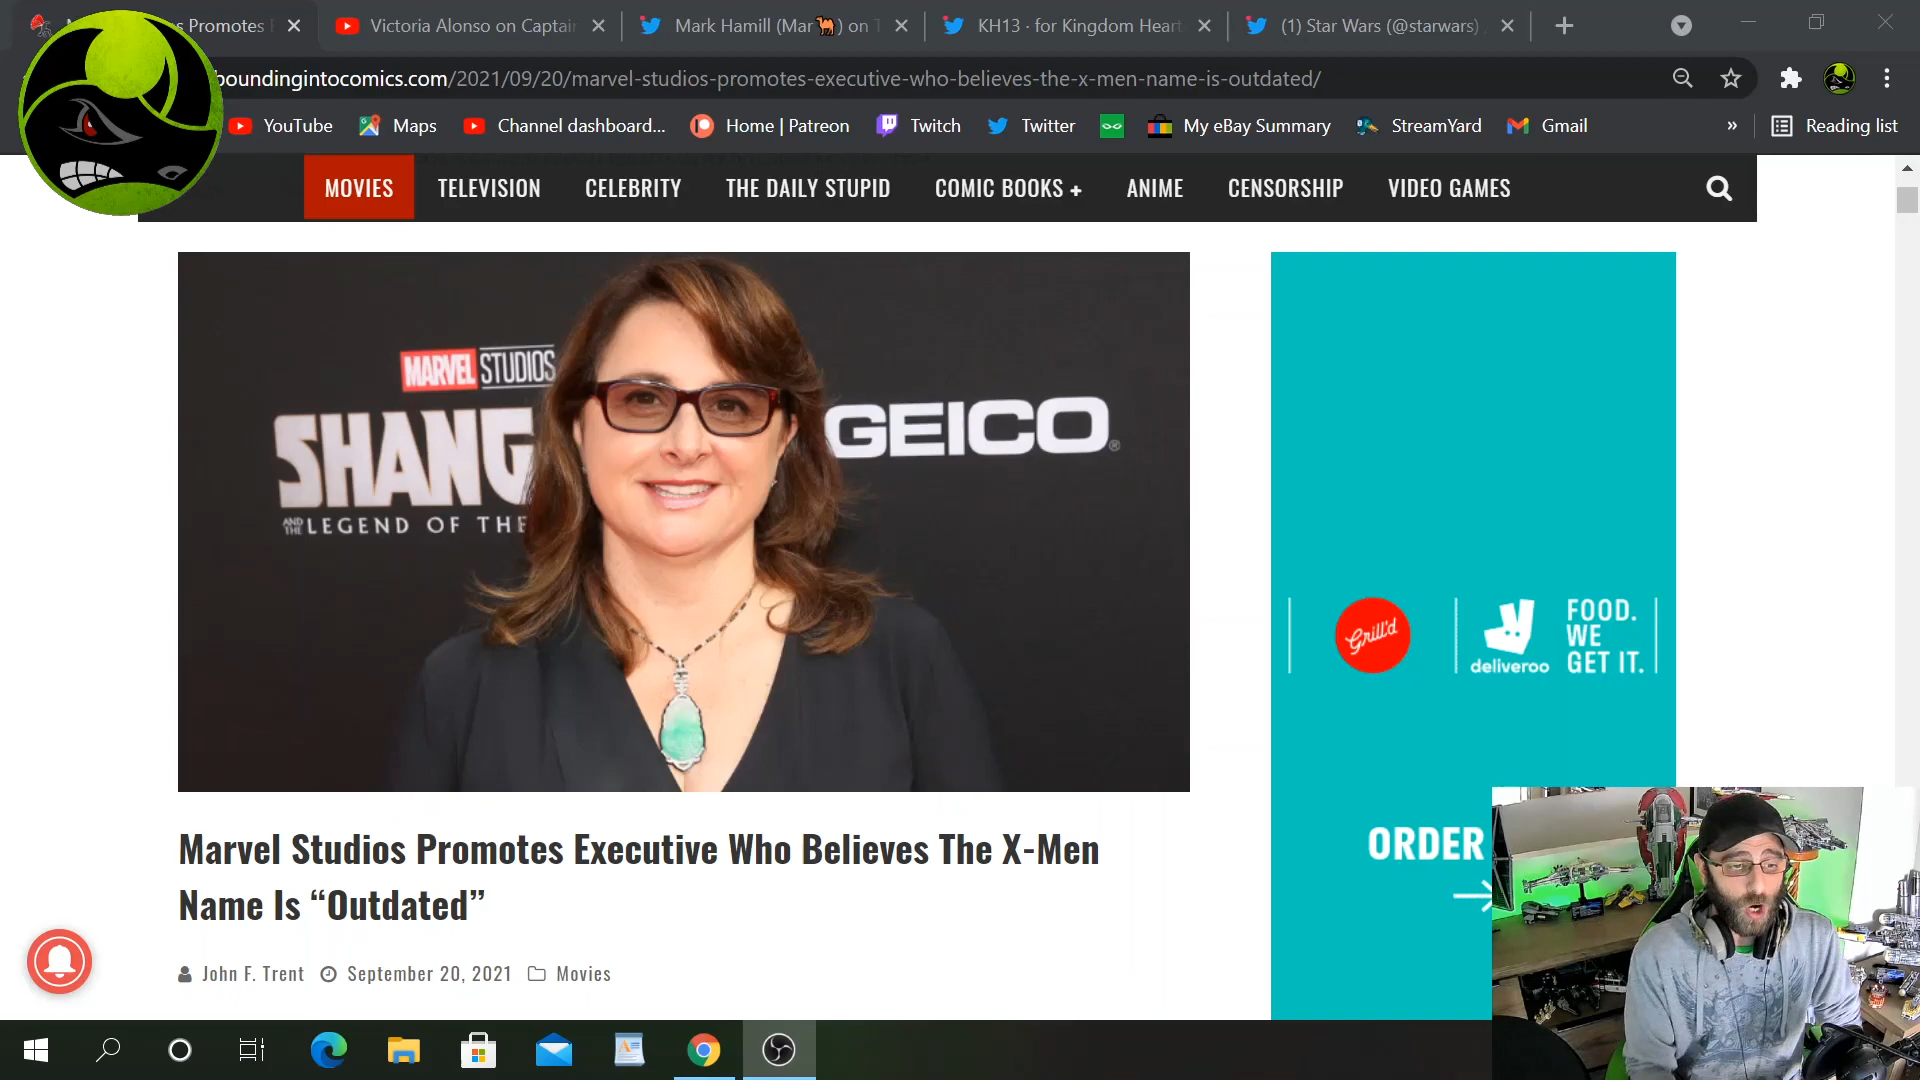 s Promotes
Victoria Alonso on Captai
Mark Hamill (Mar🐪) on T
KH13 · for Kingdom Heart
(1) Star Wars (@starwars)
boundingintocomics.com/2021/09/20/marvel-studios-promotes-executive-who-believes-the-x-men-name-is-outdated/
YouTube
Maps
Channel dashboard...
Home | Patreon
Twitch
Twitter
My eBay Summary
StreamYard
Gmail
»
Reading list
MOVIES
TELEVISION
CELEBRITY
THE DAILY STUPID
COMIC BOOKS +
ANIME
CENSORSHIP
VIDEO GAMES
MARVEL STUDIOS
SHANG
AND THE LEGEND OF THE
GEICO®
Grill'd
deliveroo
FOOD.
WE
GET IT.
ORDER
Marvel Studios Promotes Executive Who Believes The X-Men
Name Is “Outdated”
John F. Trent
September 20, 2021
Movies